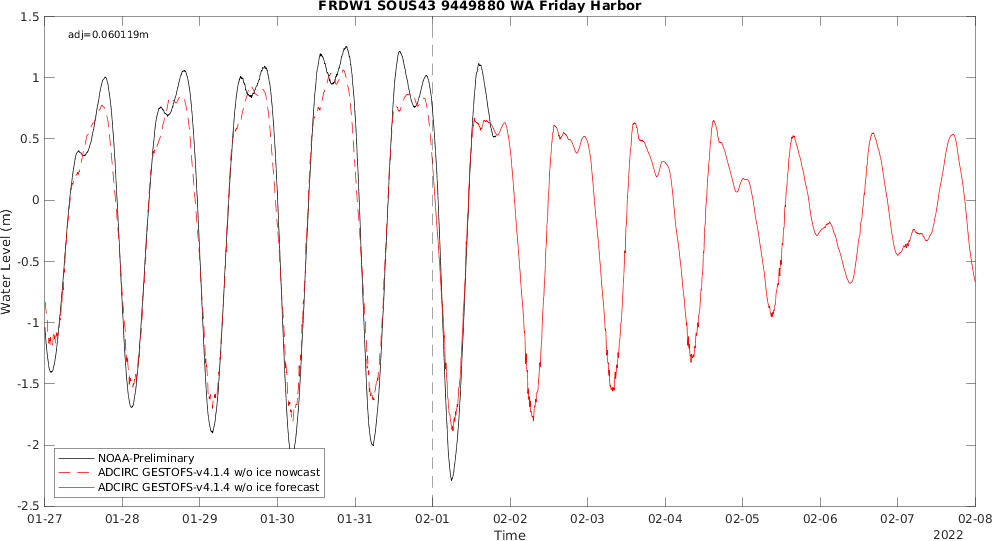 FRDW1 SOUS43 9449880 WA Friday Harbor
adj=0.060119m
1.5
1
0.5
0
-0.5
-1
-1.5
-2
-2.5
Water Level (m)
NOAA-Preliminary
ADCIRC GESTOFS-v4.1.4 w/o ice nowcast
ADCIRC GESTOFS-v4.1.4 w/o ice forecast
01-27 01-28 01-29 01-30 01-31 02-01 02-02 02-03 02-04 02-05 02-06 02-07 02-08
Time
2022